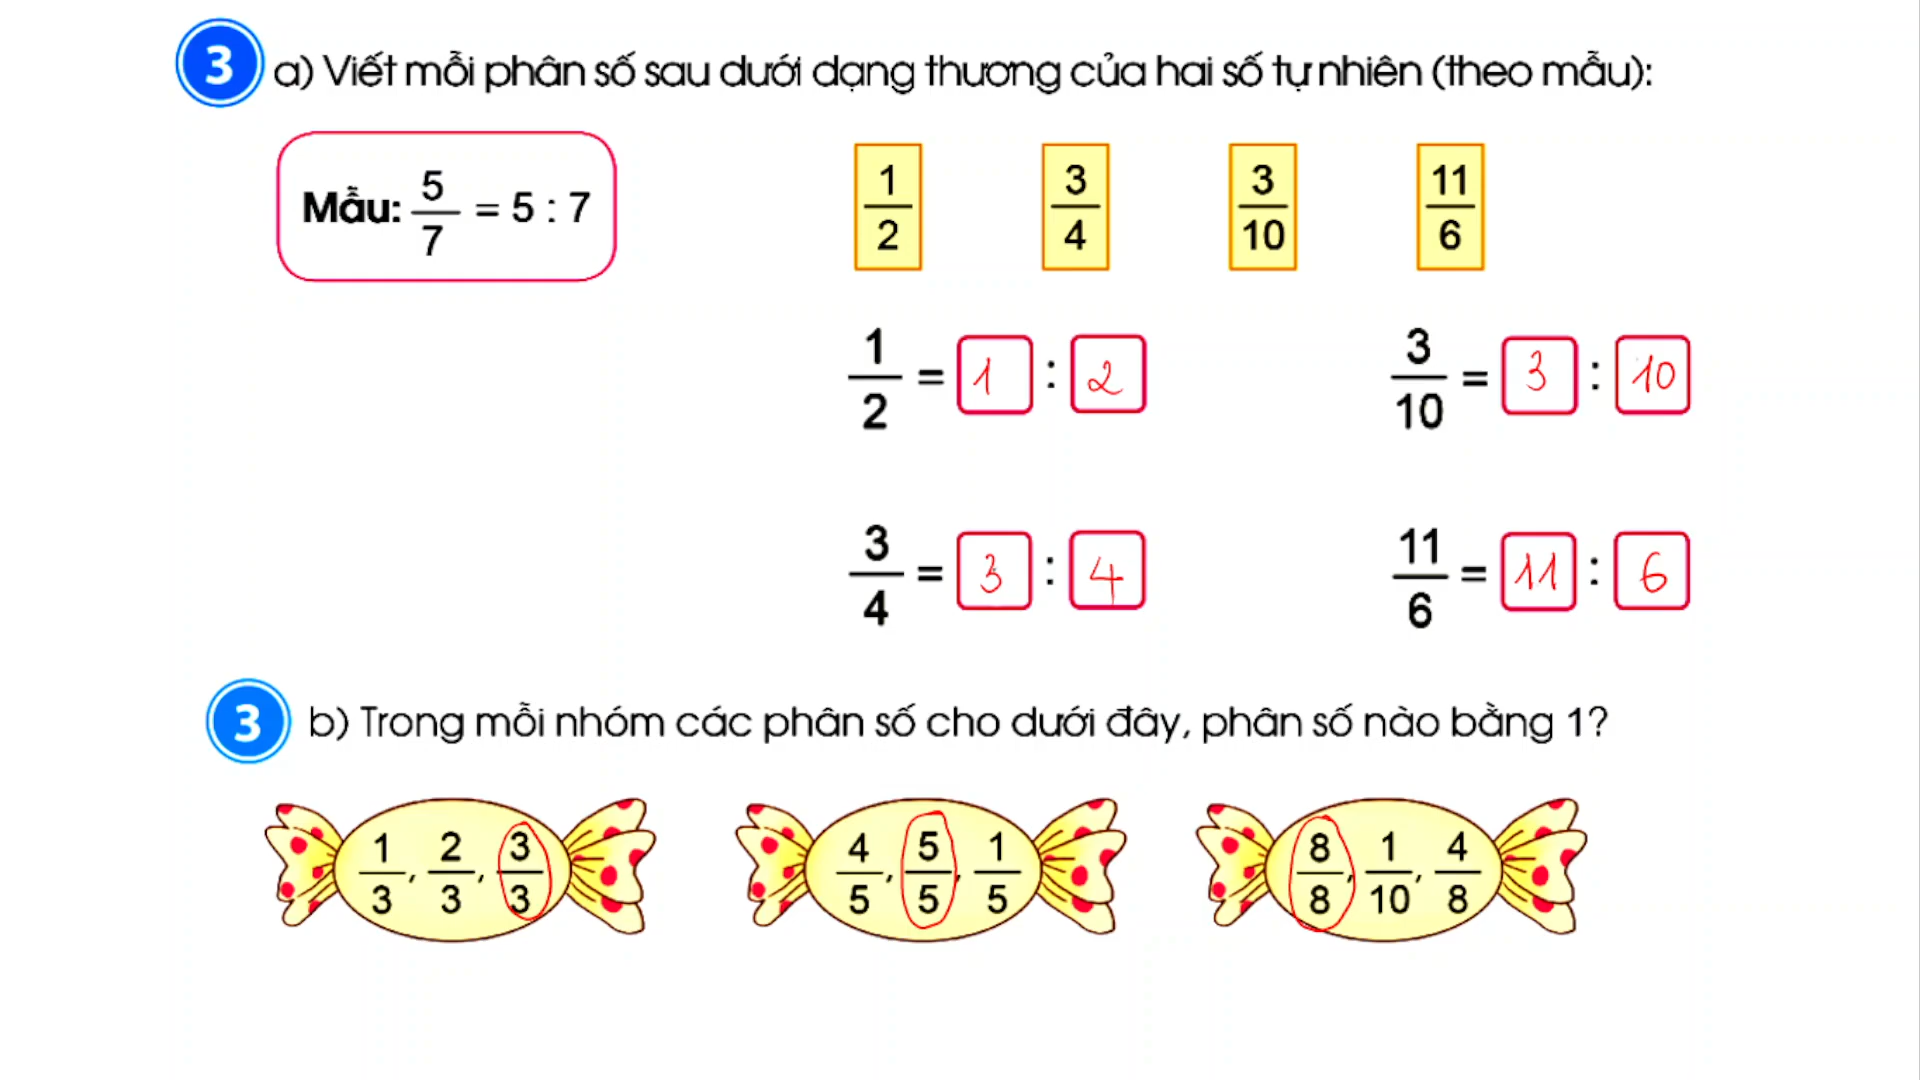 3 a) Viết mỗi phân số sau dưới dạng thương của hai số tự nhiên (theo mẫu):
Mẫu: 5/7 = 5 : 7
1/2 3/4 3/10 11/6
1/2 = 1 : 2
3/10 = 3 : 10
3/4 = 3 : 4
11/6 = 11 : 6
3 b) Trong mỗi nhóm các phân số cho dưới đây, phân số nào bằng 1?
1/3, 2/3, 3/3
4/5, 5/5, 1/5
8/8, 1/10, 4/8